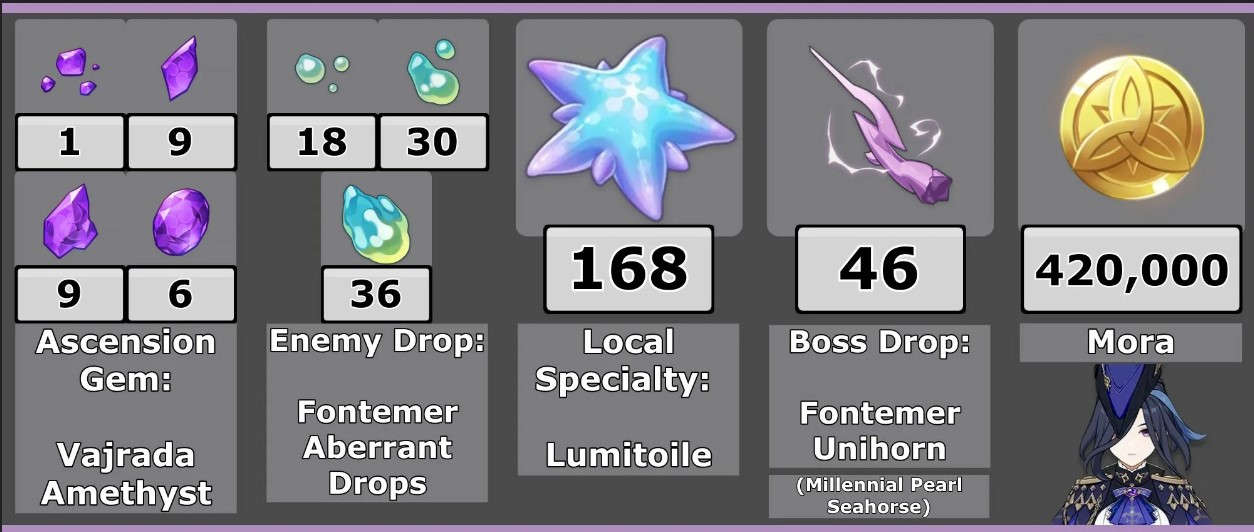 1 9
9 6
Ascension
Gem:
Vajrada
Amethyst
18 30
36
Enemy Drop:
Fontemer
Aberrant
Drops
168
Local
Specialty:
Lumitoile
46
Boss Drop:
Fontemer
Unihorn
(Millennial Pearl
Seahorse)
420,000
Mora